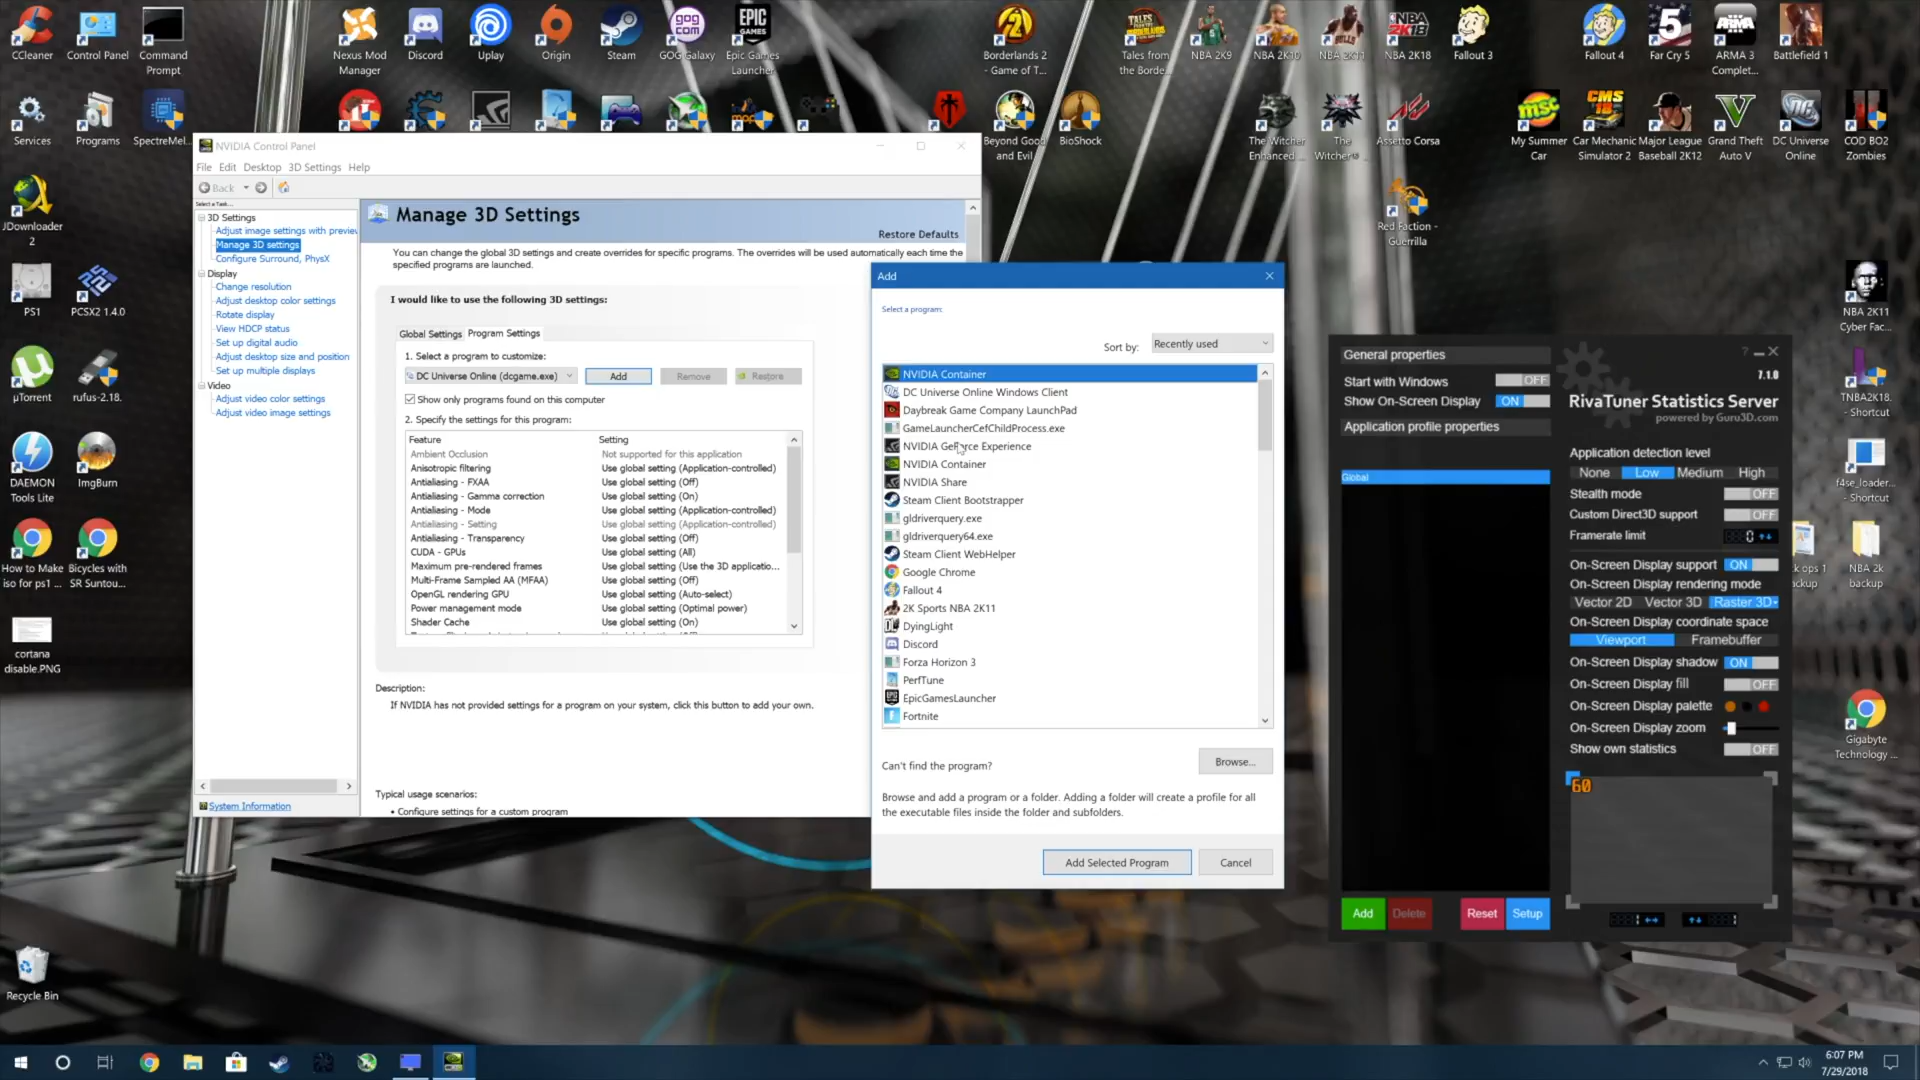 CCleaner
Control Panel
Command
Prompt
Nexus Mod
Manager
Discord
Uplay
Origin
Steam
GOG Galaxy
Epic Games
Launcher
Borderlands 2
- Game of T...
Tales from
the Borde...
NBA 2K9
NBA 2K10
NBA 2K11
NBA 2K18
Fallout 3
Fallout 4
Far Cry 5
ARMA 3
Complet...
Battlefield 1
Services
Programs
SpectreMel...
Beyond Good
and Evil
BioShock
The Witcher
Enhanced ...
The
Witcher®...
Assetto Corsa
My Summer
Car
Car Mechanic
Simulator 2
Major League
Baseball 2K12
Grand Theft
Auto V
DC Universe
Online
COD BO2
Zombies
JDownloader
2
PS1
PCSX2 1.4.0
µTorrent
rufus-2.18.
DAEMON
Tools Lite
ImgBurn
How to Make
iso for ps1 ...
Bicycles with
SR Suntou...
cortana
disable.PNG
Recycle Bin
Red Faction -
Guerrilla
NBA 2K11
Cyber Fac...
TNBA2K18.
- Shortcut
f4se_loader...
- Shortcut
NBA 2k
backup
Gigabyte
Technology ...
NVIDIA Control Panel
File Edit Desktop 3D Settings Help
Back
Select a Task...
3D Settings
Adjust image settings with preview
Manage 3D settings
Configure Surround, PhysX
Display
Change resolution
Adjust desktop color settings
Rotate display
View HDCP status
Set up digital audio
Adjust desktop size and position
Set up multiple displays
Video
Adjust video color settings
Adjust video image settings
System Information
Manage 3D Settings
Restore Defaults
You can change the global 3D settings and create overrides for specific programs. The overrides will be used automatically each time the
specified programs are launched.
I would like to use the following 3D settings:
Global Settings Program Settings
1. Select a program to customize:
DC Universe Online (dcgame.exe)
Add
Remove
Restore
Show only programs found on this computer
2. Specify the settings for this program:
Feature Setting
Ambient Occlusion Not supported for this application
Anisotropic filtering Use global setting (Application-controlled)
Antialiasing - FXAA Use global setting (Off)
Antialiasing - Gamma correction Use global setting (On)
Antialiasing - Mode Use global setting (Application-controlled)
Antialiasing - Setting Use global setting (Application-controlled)
Antialiasing - Transparency Use global setting (Off)
CUDA - GPUs Use global setting (All)
Maximum pre-rendered frames Use global setting (Use the 3D applicatio...
Multi-Frame Sampled AA (MFAA) Use global setting (Off)
OpenGL rendering GPU Use global setting (Auto-select)
Power management mode Use global setting (Optimal power)
Shader Cache Use global setting (On)
Description:
If NVIDIA has not provided settings for a program on your system, click this button to add your own.
Typical usage scenarios:
• Configure settings for a custom program
Add
Select a program:
Sort by: Recently used
NVIDIA Container
DC Universe Online Windows Client
Daybreak Game Company LaunchPad
GameLauncherCefChildProcess.exe
NVIDIA GeForce Experience
NVIDIA Container
NVIDIA Share
Steam Client Bootstrapper
gldriverquery.exe
gldriverquery64.exe
Steam Client WebHelper
Google Chrome
Fallout 4
2K Sports NBA 2K11
DyingLight
Discord
Forza Horizon 3
PerfTune
EpicGamesLauncher
Fortnite
Can't find the program?
Browse...
Browse and add a program or a folder. Adding a folder will create a profile for all
the executable files inside the folder and subfolders.
Add Selected Program
Cancel
General properties
Start with Windows OFF
Show On-Screen Display ON
Application profile properties
Global
Add
Delete
Reset
Setup
7.1.0
RivaTuner Statistics Server
powered by Guru3D.com
Application detection level
None Low Medium High
Stealth mode OFF
Custom Direct3D support OFF
Framerate limit 0
On-Screen Display support ON
On-Screen Display rendering mode
Vector 2D Vector 3D Raster 3D
On-Screen Display coordinate space
Viewport Framebuffer
On-Screen Display shadow ON
On-Screen Display fill OFF
On-Screen Display palette
On-Screen Display zoom
Show own statistics OFF
60
6:07 PM
7/29/2018